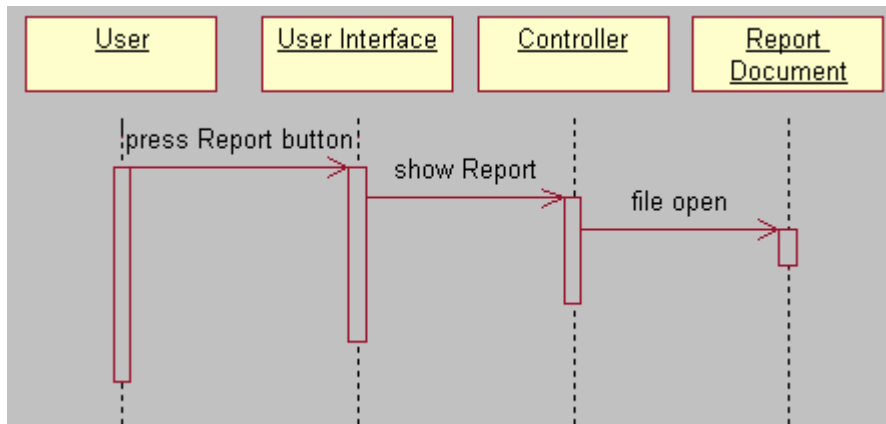 User
User Interface
Controller
Report
Document
press Report button
show Report
file open